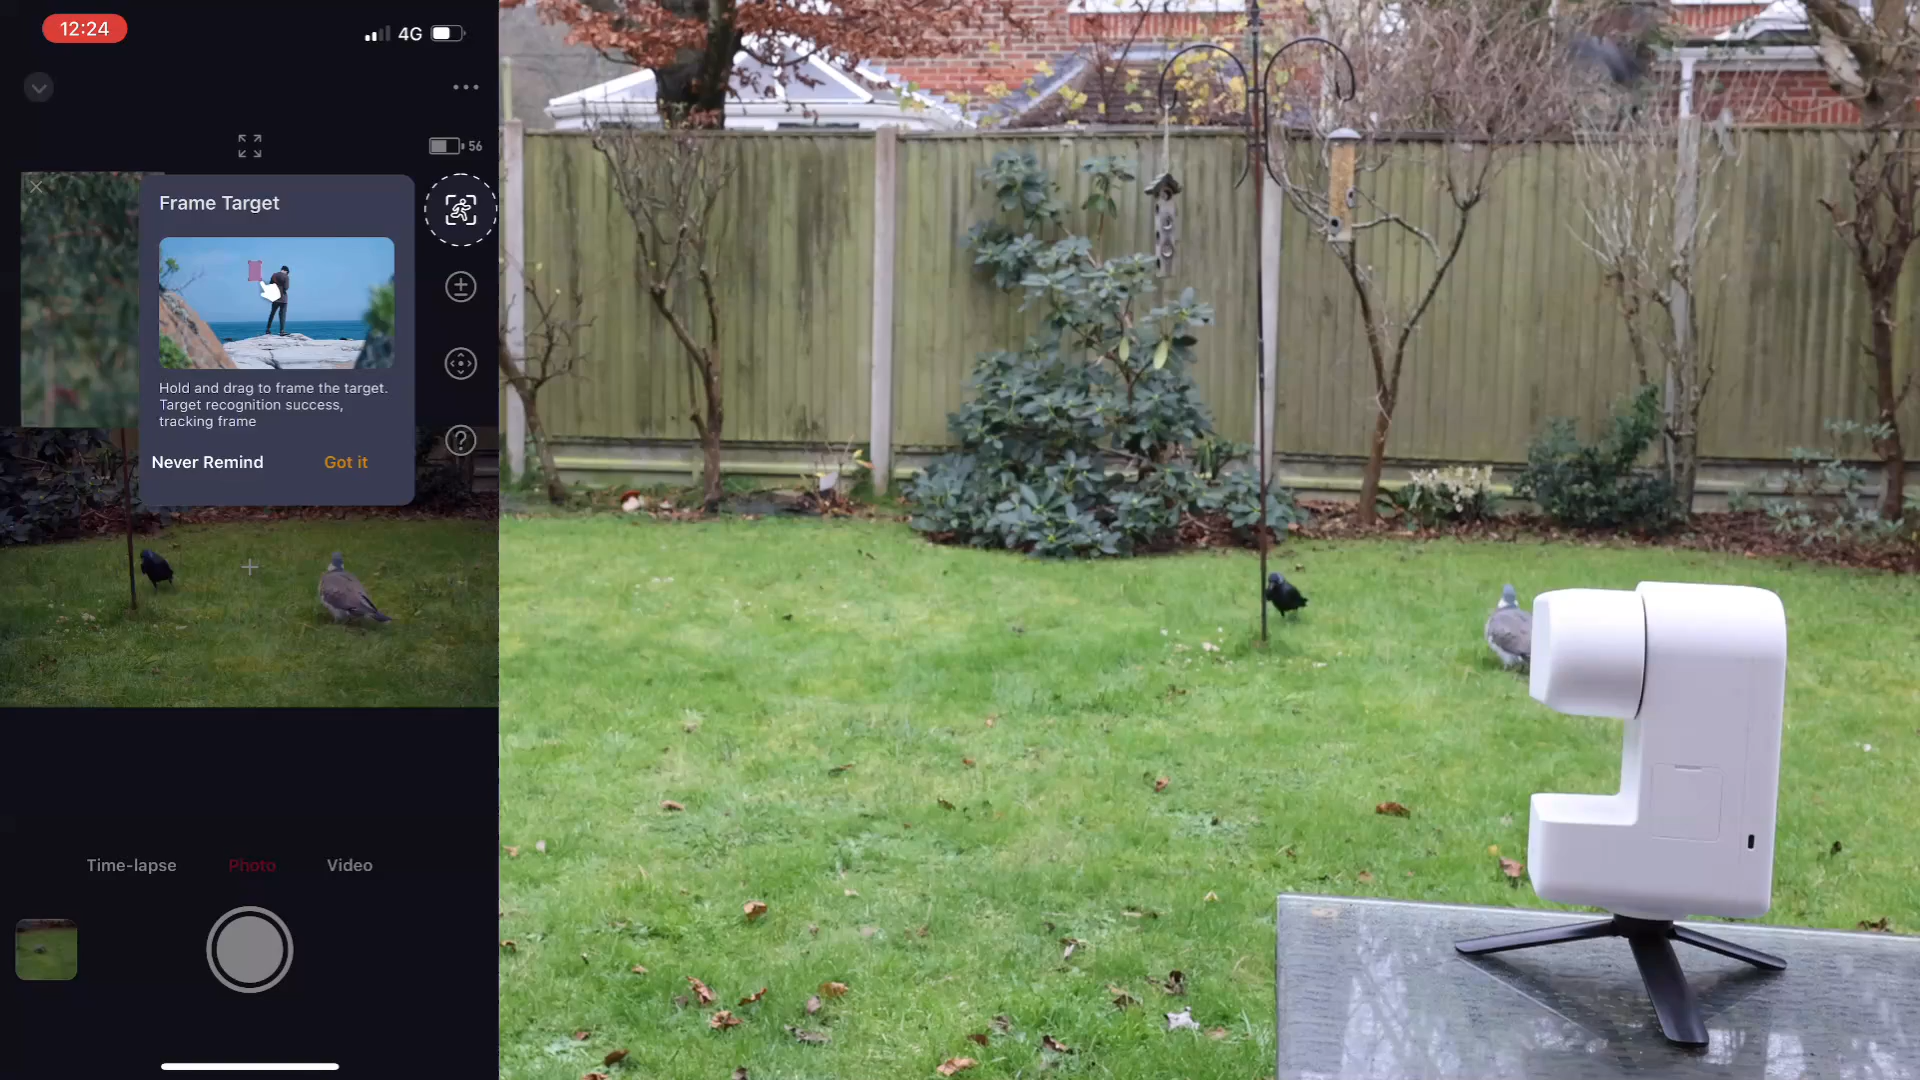 12:24
4G
56
Frame Target
Hold and drag to frame the target.
Target recognition success,
tracking frame
Never Remind
Got it
Time-lapse
Photo
Video